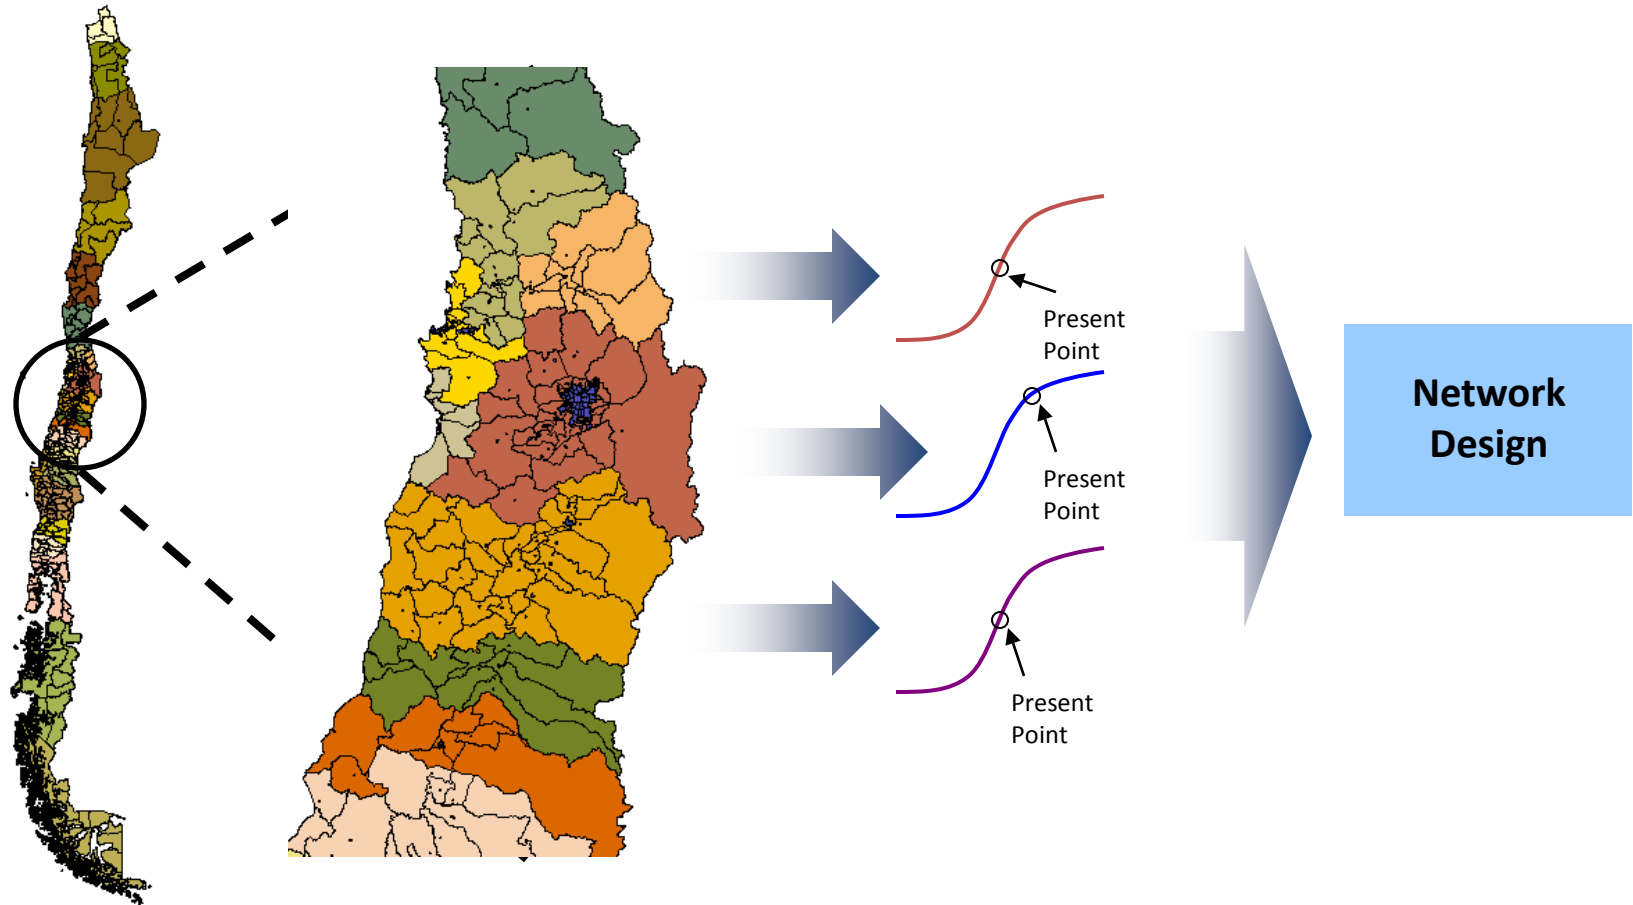 Present
Point
Present
Point
Present
Point
Network
Design